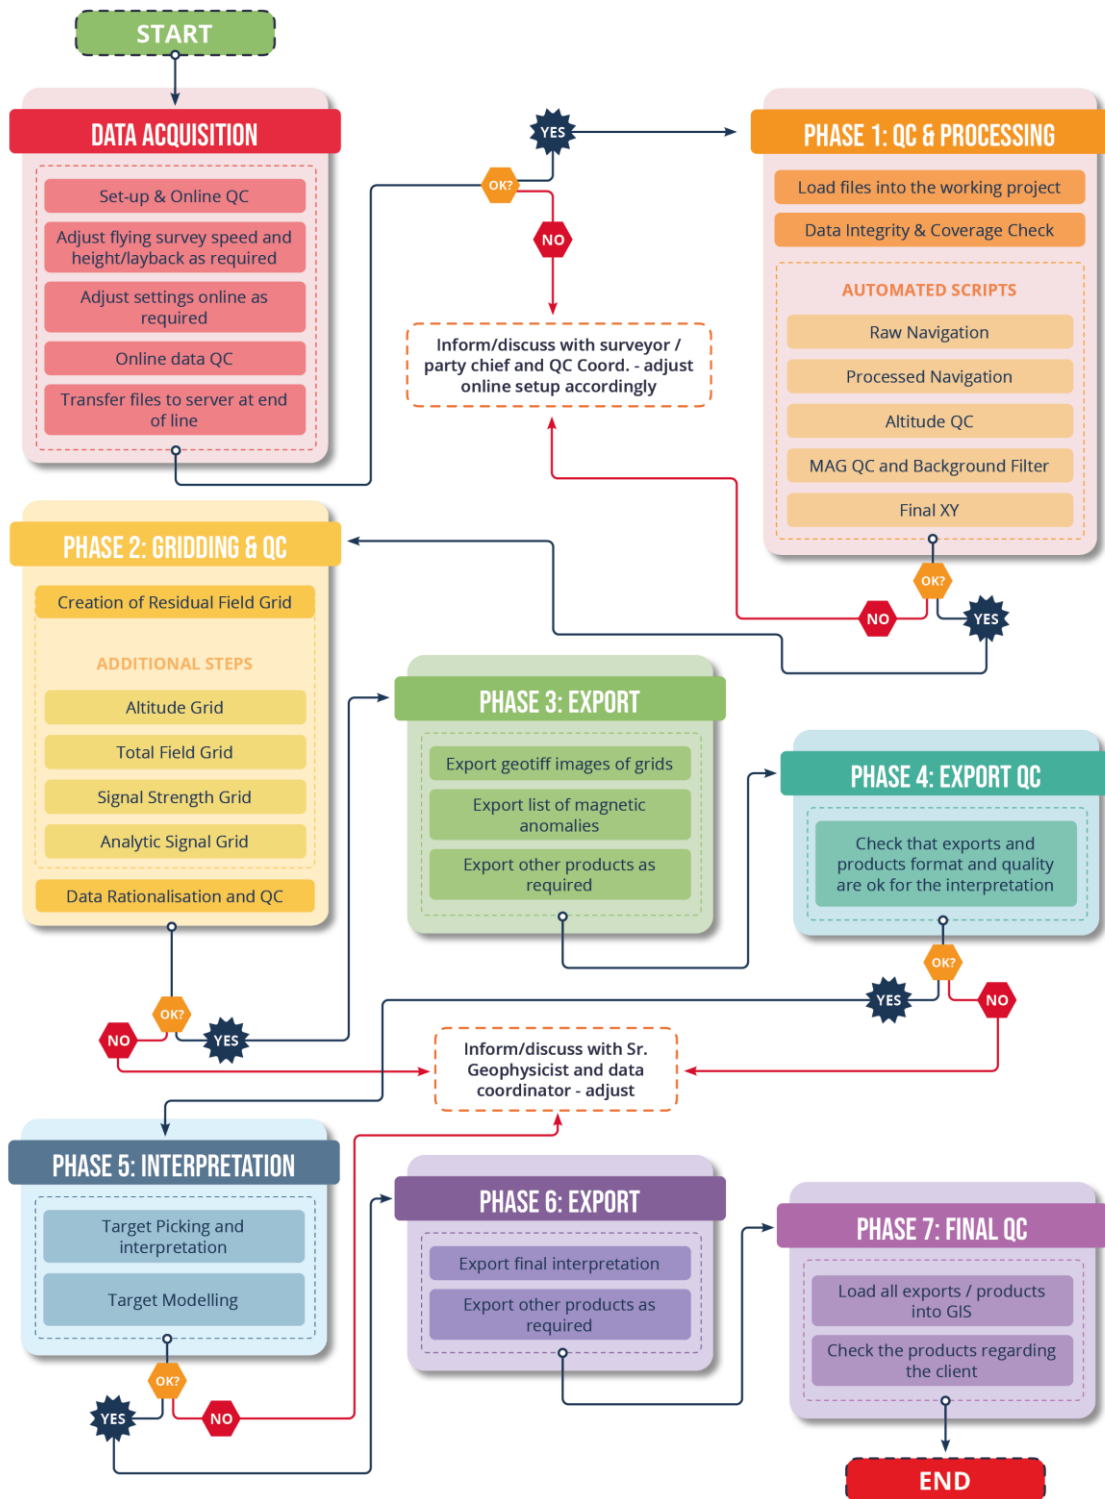 START
DATA ACQUISITION
Set-up & Online QC
Adjust flying survey speed and
height/layback as required
Adjust settings online as
required
Online data QC
Transfer files to server at end
of line
OK?
YES
NO
Inform/discuss with surveyor /
party chief and QC Coord. - adjust
online setup accordingly
PHASE 1: QC & PROCESSING
Load files into the working project
Data Integrity & Coverage Check
AUTOMATED SCRIPTS
Raw Navigation
Processed Navigation
Altitude QC
MAG QC and Background Filter
Final XY
OK?
NO
YES
PHASE 2: GRIDDING & QC
Creation of Residual Field Grid
ADDITIONAL STEPS
Altitude Grid
Total Field Grid
Signal Strength Grid
Analytic Signal Grid
Data Rationalisation and QC
OK?
NO
YES
PHASE 3: EXPORT
Export geotiff images of grids
Export list of magnetic
anomalies
Export other products as
required
PHASE 4: EXPORT QC
Check that exports and
products format and quality
are ok for the interpretation
OK?
YES
NO
Inform/discuss with Sr.
Geophysicist and data
coordinator - adjust
PHASE 5: INTERPRETATION
Target Picking and
interpretation
Target Modelling
OK?
YES
NO
PHASE 6: EXPORT
Export final interpretation
Export other products as
required
PHASE 7: FINAL QC
Load all exports / products
into GIS
Check the products regarding
the client
END